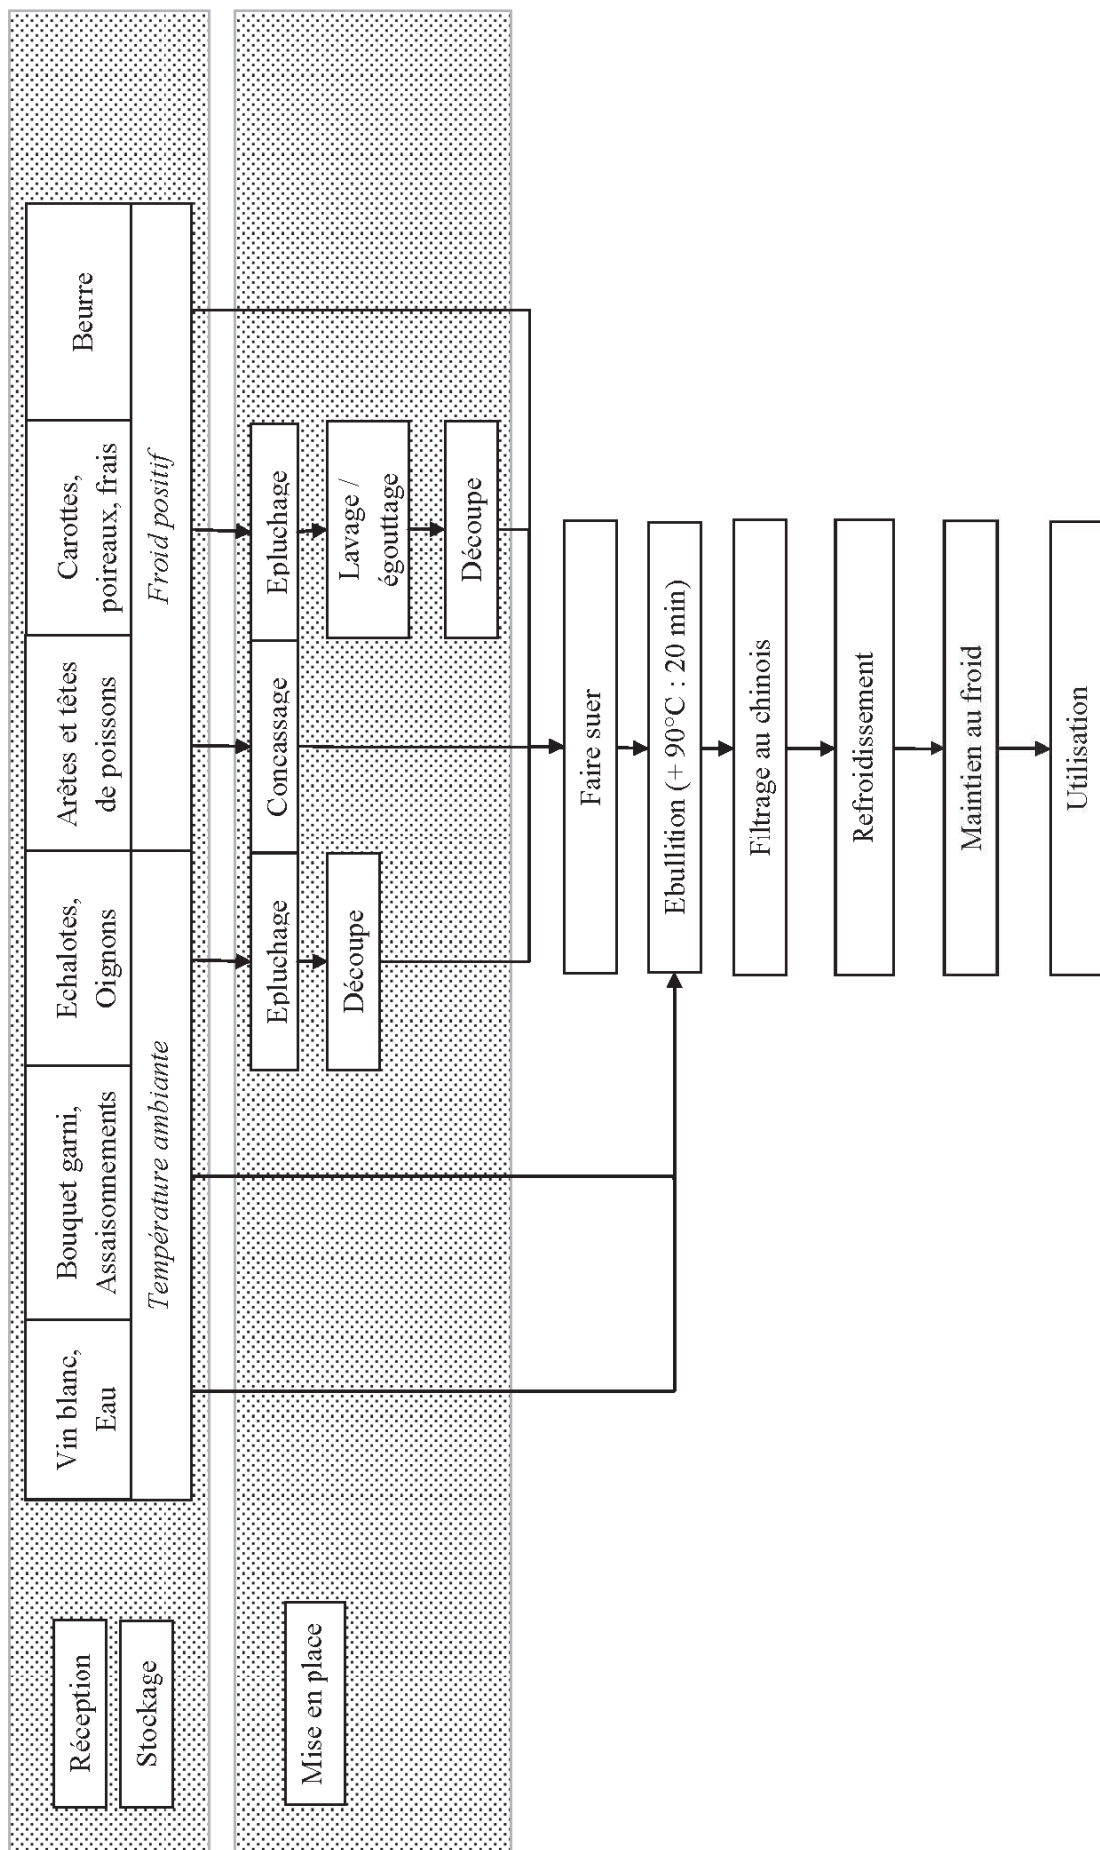 Réception
Stockage
Vin blanc,
Eau
Bouquet garni,
Assaisonnements
Echalotes,
Oignons
Arêtes et têtes
de poissons
Carottes,
poireaux, frais
Beurre
Température ambiante
Froid positif
Mise en place
Epluchage
Concassage
Epluchage
Découpe
Lavage /
égouttage
Découpe
Faire suer
Ebullition (+ 90°C : 20 min)
Filtrage au chinois
Refroidissement
Maintien au froid
Utilisation